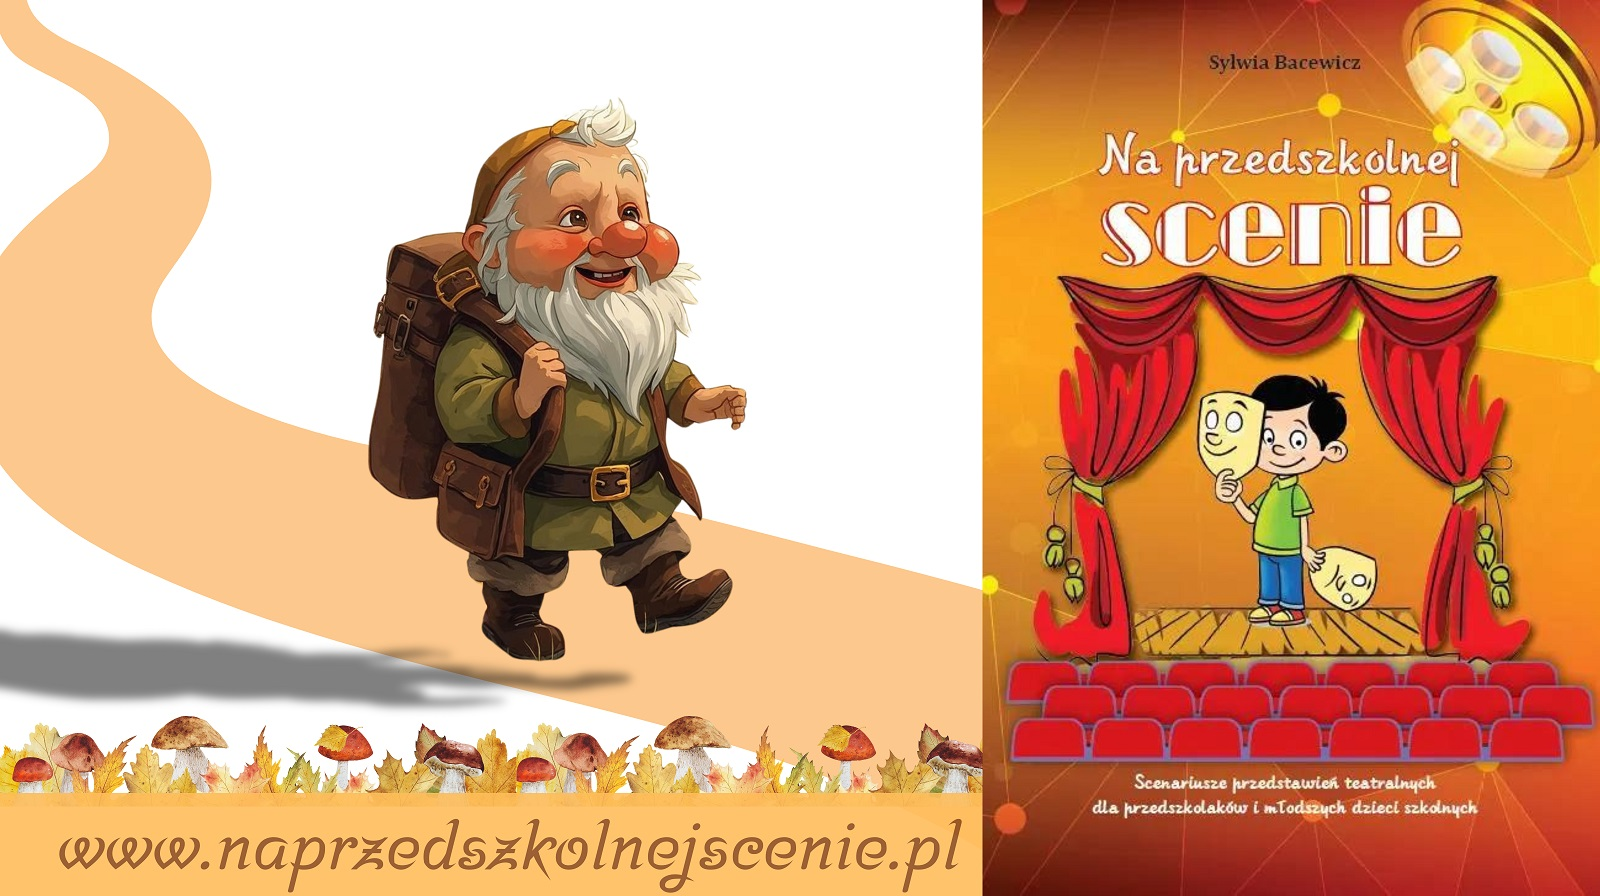 www.naprzedszkolnejscenie.pl
Sylwia Bacewicz
Na przedszkolnej
scenie
Scenariusze przedstawień teatralnych
dla przedszkolaków i młodszych dzieci szkolnych